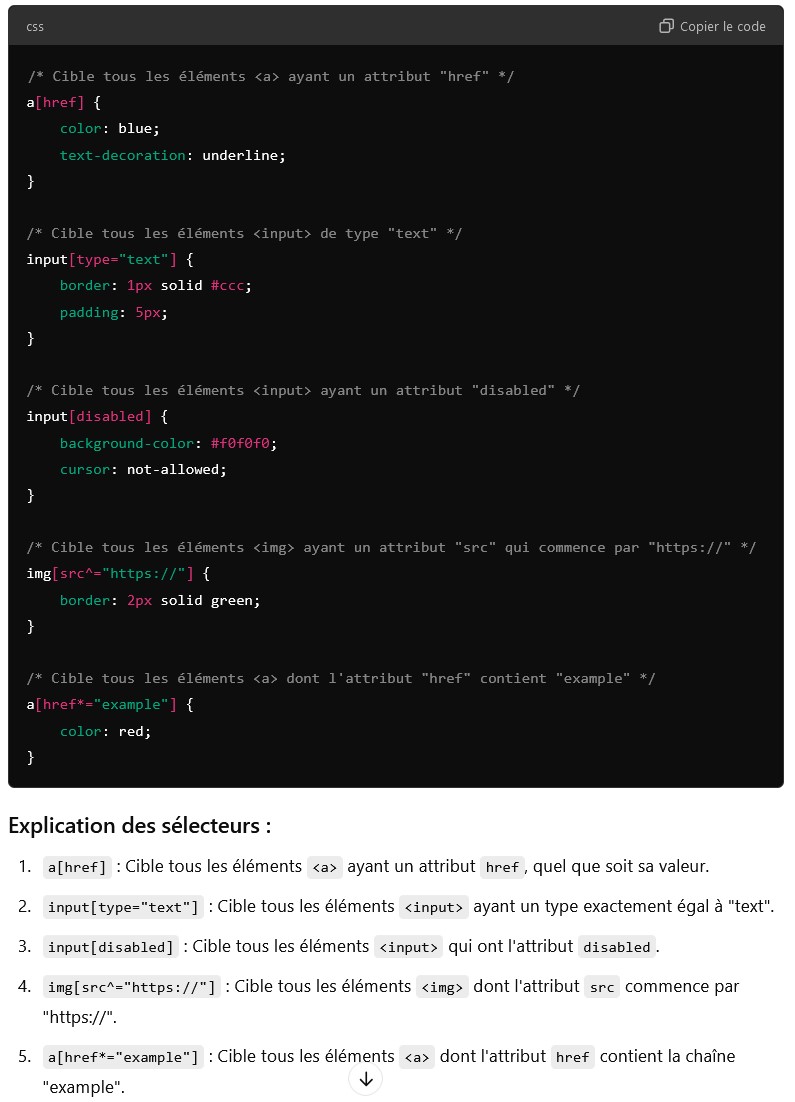 css
Copier le code
/* Cible tous les éléments <a> ayant un attribut "href" */
a[href] {
    color: blue;
    text-decoration: underline;
}
/* Cible tous les éléments <input> de type "text" */
input[type="text"] {
    border: 1px solid #ccc;
    padding: 5px;
}
/* Cible tous les éléments <input> ayant un attribut "disabled" */
input[disabled] {
    background-color: #f0f0f0;
    cursor: not-allowed;
}
/* Cible tous les éléments <img> ayant un attribut "src" qui commence par "https://" */
img[src^="https://"] {
    border: 2px solid green;
}
/* Cible tous les éléments <a> dont l'attribut "href" contient "example" */
a[href*="example"] {
    color: red;
}
Explication des sélecteurs :
1. a[href] : Cible tous les éléments <a> ayant un attribut href, quel que soit sa valeur.
2. input[type="text"] : Cible tous les éléments <input> ayant un type exactement égal à "text".
3. input[disabled] : Cible tous les éléments <input> qui ont l'attribut disabled.
4. img[src^="https://"] : Cible tous les éléments <img> dont l'attribut src commence par
"https://".
5. a[href*="example"] : Cible tous les éléments <a> dont l'attribut href contient la chaîne
"example".